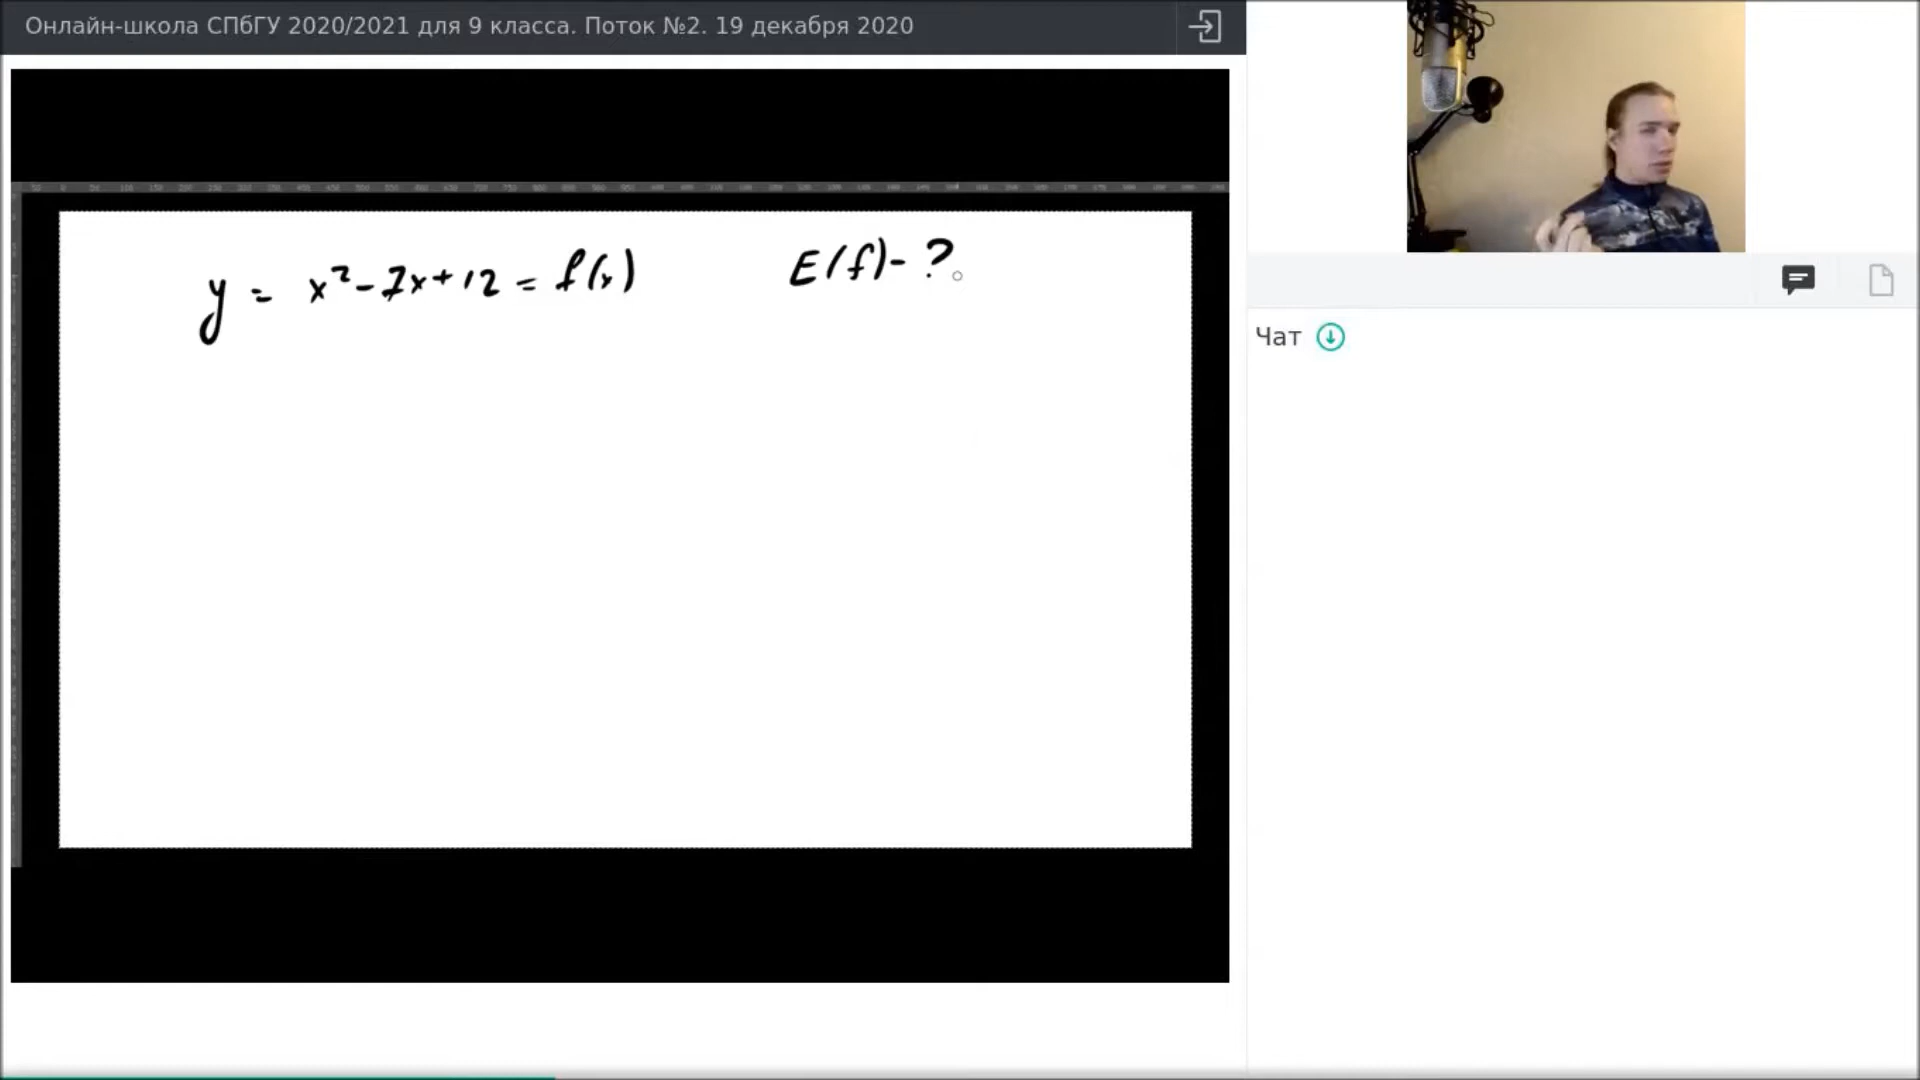 Онлайн-школа СПбГУ 2020/2021 для 9 класса. Поток №2. 19 декабря 2020
y = x² - 7x + 12 = f(x)
E(f) - ?
Чат